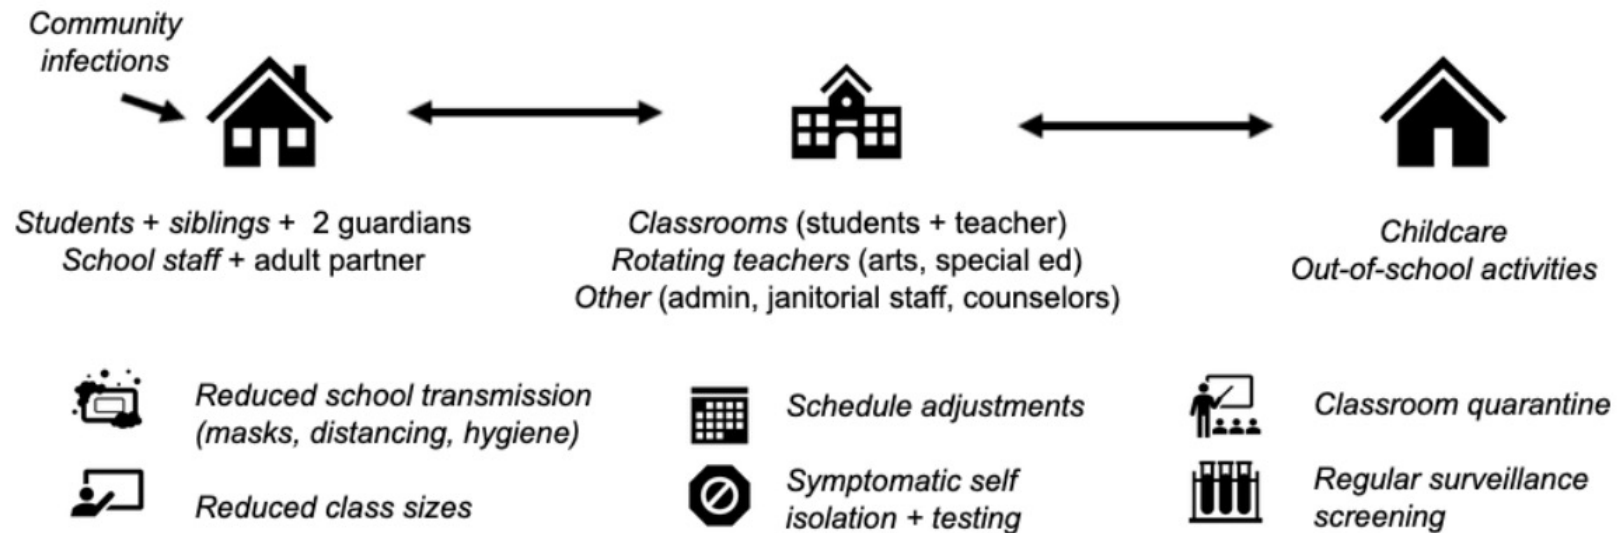 Community
infections
Students + siblings + 2 guardians
School staff + adult partner
Classrooms (students + teacher)
Rotating teachers (arts, special ed)
Other (admin, janitorial staff, counselors)
Childcare
Out-of-school activities
Reduced school transmission
(masks, distancing, hygiene)
Reduced class sizes
Schedule adjustments
Symptomatic self
isolation + testing
Classroom quarantine
Regular surveillance
screening